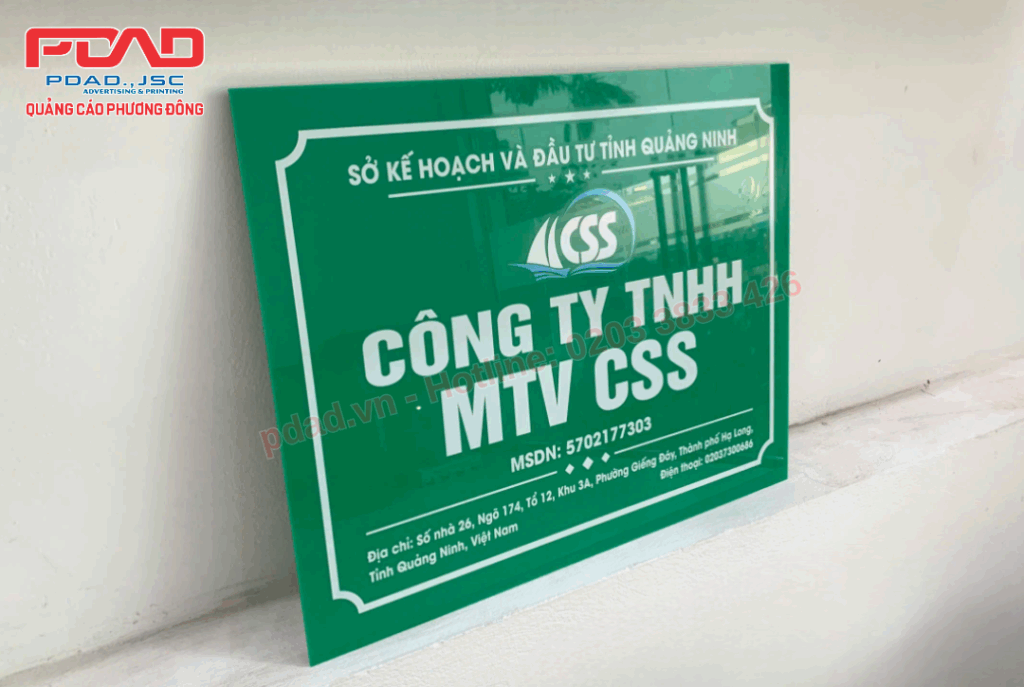 PDAD
PDAD.,JSC
ADVERTISING & PRINTING
QUẢNG CÁO PHƯƠNG ĐÔNG
SỞ KẾ HOẠCH VÀ ĐẦU TƯ TỈNH QUẢNG NINH
CSS
CÔNG TY TNHH
MTV CSS
pdad.vn - Hotline: 0203 3833 426
MSDN: 5702177303
Địa chỉ: Số nhà 26, Ngõ 174, Tổ 12, Khu 3A, Phường Giếng Đáy, Thành phố Hạ Long,
Tỉnh Quảng Ninh, Việt Nam
Điện thoại: 02037300686